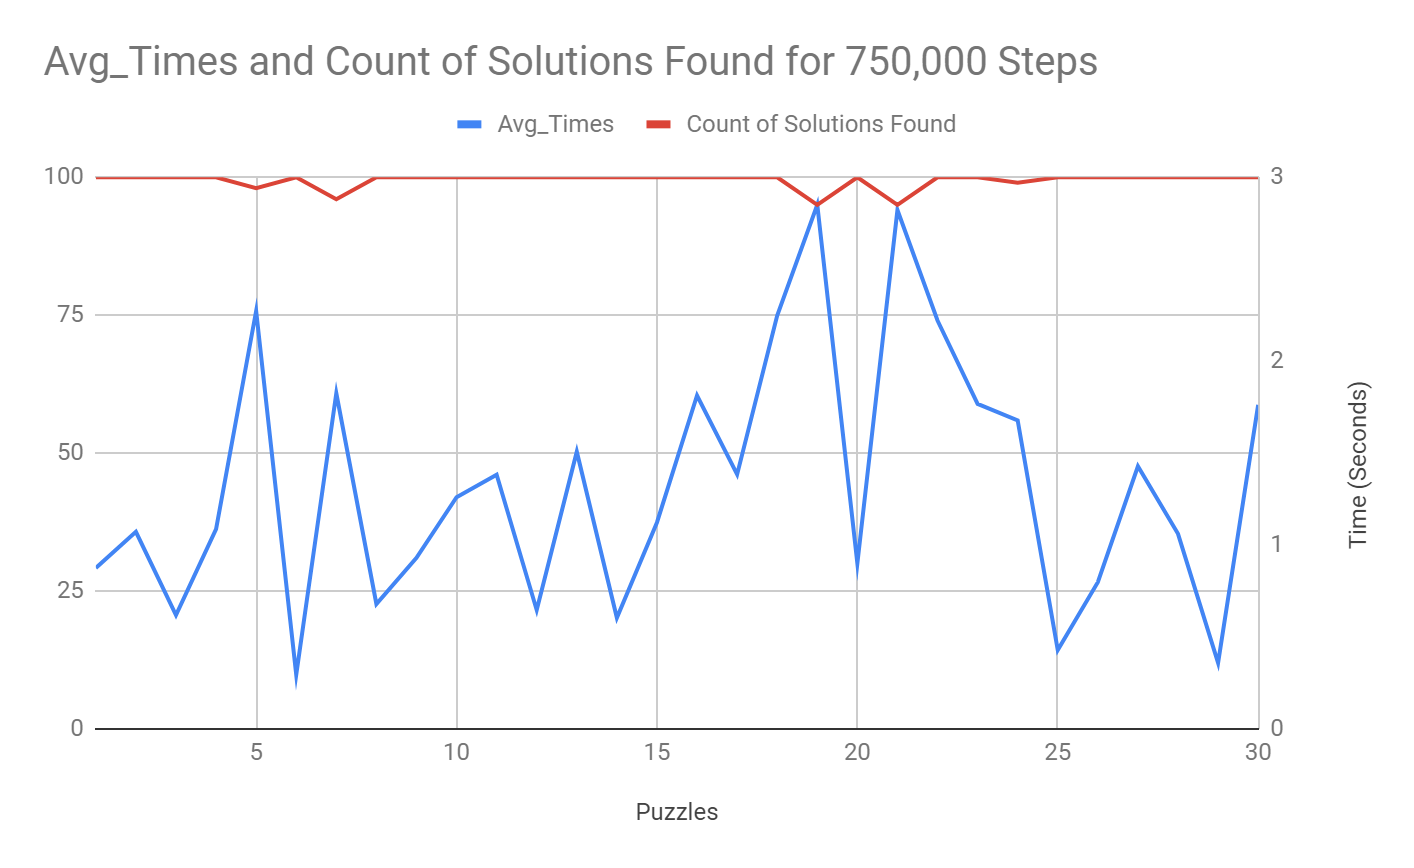 Avg_Times and Count of Solutions Found for 750,000 Steps
Avg_Times Count of Solutions Found
100 3
75
2
50
1
25
0 0
5 10 15 20 25 30
Time (Seconds)
Puzzles